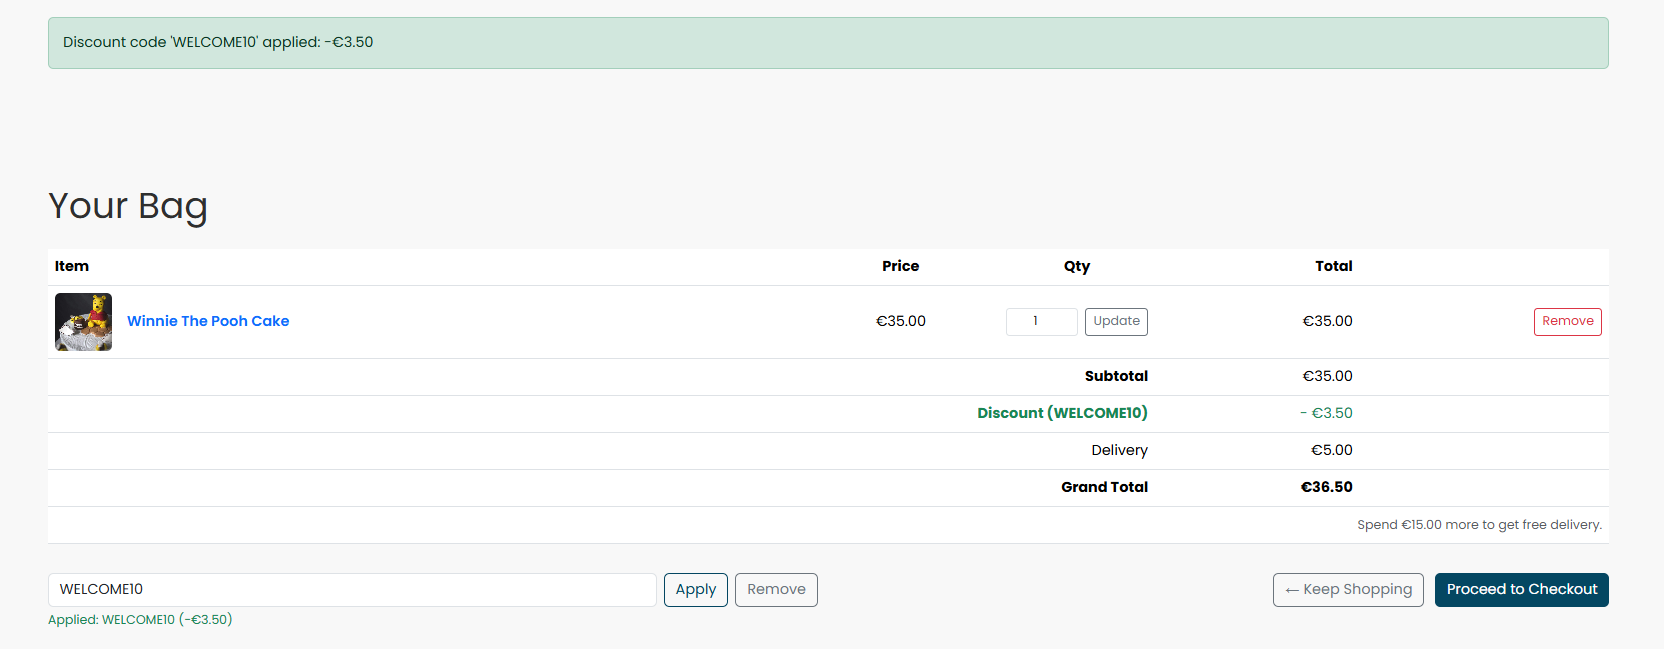 Discount code 'WELCOME10' applied: -€3.50
Your Bag
Item Price Qty Total
Winnie The Pooh Cake €35.00 1 Update €35.00 Remove
Subtotal €35.00
Discount (WELCOME10) - €3.50
Delivery €5.00
Grand Total €36.50
Spend €15.00 more to get free delivery.
WELCOME10 Apply Remove ← Keep Shopping Proceed to Checkout
Applied: WELCOME10 (-€3.50)